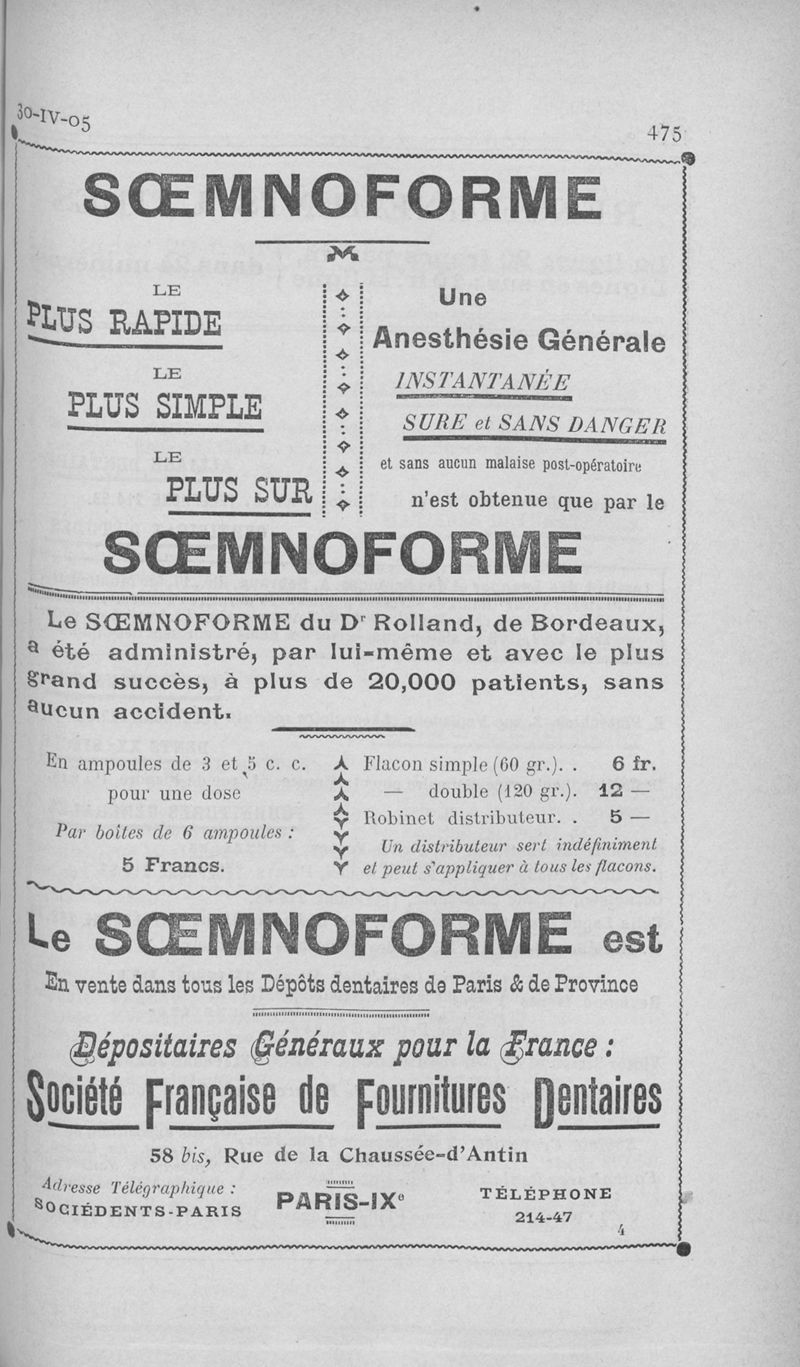 30-IV-05
475
SŒMNOFORME
LE
PLUS RAPIDE
LE
PLUS SIMPLE
LE
PLUS SUR
Une
Anesthésie Générale
INSTANTANÉE
SURE et SANS DANGER
et sans aucun malaise post-opératoire
n'est obtenue que par le
SŒMNOFORME
Le SŒMNOFORME du Dr Rolland, de Bordeaux,
a été administré, par lui-même et avec le plus
grand succès, à plus de 20,000 patients, sans
aucun accident.
En ampoules de 3 et 5 c. c.
pour une dose
Par boîtes de 6 ampoules :
5 Francs.
Flacon simple (60 gr.). . 6 fr.
— double (120 gr.). 12 —
Robinet distributeur. . 5 —
Un distributeur sert indéfiniment
et peut s'appliquer à tous les flacons.
Le SŒMNOFORME est
En vente dans tous les Dépôts dentaires de Paris & de Province
Dépositaires Généraux pour la France :
Société Française de Fournitures Dentaires
58 bis, Rue de la Chaussée-d'Antin
Adresse Télégraphique :
SOCIÉDENTS-PARIS
PARIS-IXe
TÉLÉPHONE
214-47
4